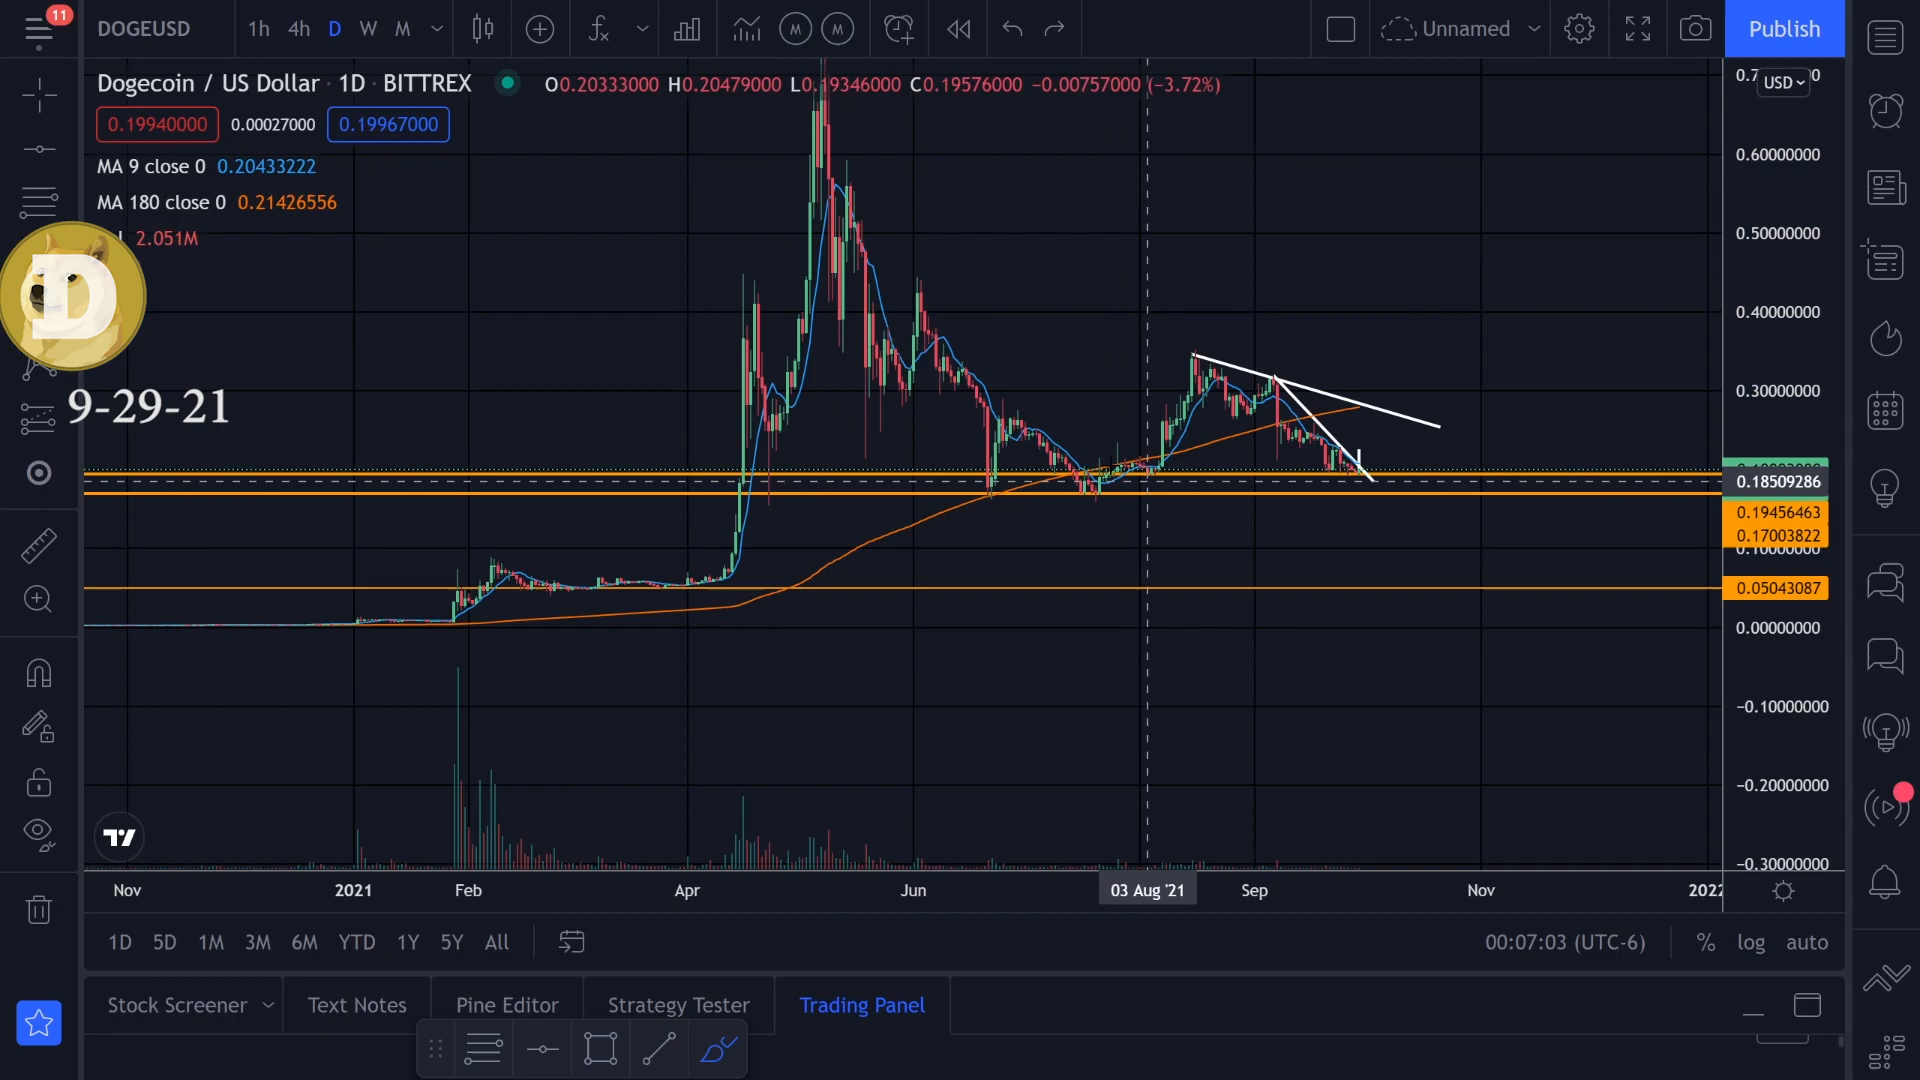 11
DOGEUSD 1h 4h D W M M M Unnamed Publish
Dogecoin / US Dollar · 1D · BITTREX O0.20333000 H0.20479000 L0.19346000 C0.19576000 −0.00757000 (−3.72%)
USD
0.19940000 0.00027000 0.19967000
MA 9 close 0 0.20433222
MA 180 close 0 0.21426556
2.051M
D
9-29-21
0.60000000
0.50000000
0.40000000
0.30000000
0.18509286
0.19456463
0.17003822
0.10000000
0.05043087
0.00000000
−0.10000000
−0.20000000
−0.30000000
Nov 2021 Feb Apr Jun 03 Aug '21 Sep Nov 2022
1D 5D 1M 3M 6M YTD 1Y 5Y All 00:07:03 (UTC-6) % log auto
Stock Screener Text Notes Pine Editor Strategy Tester Trading Panel